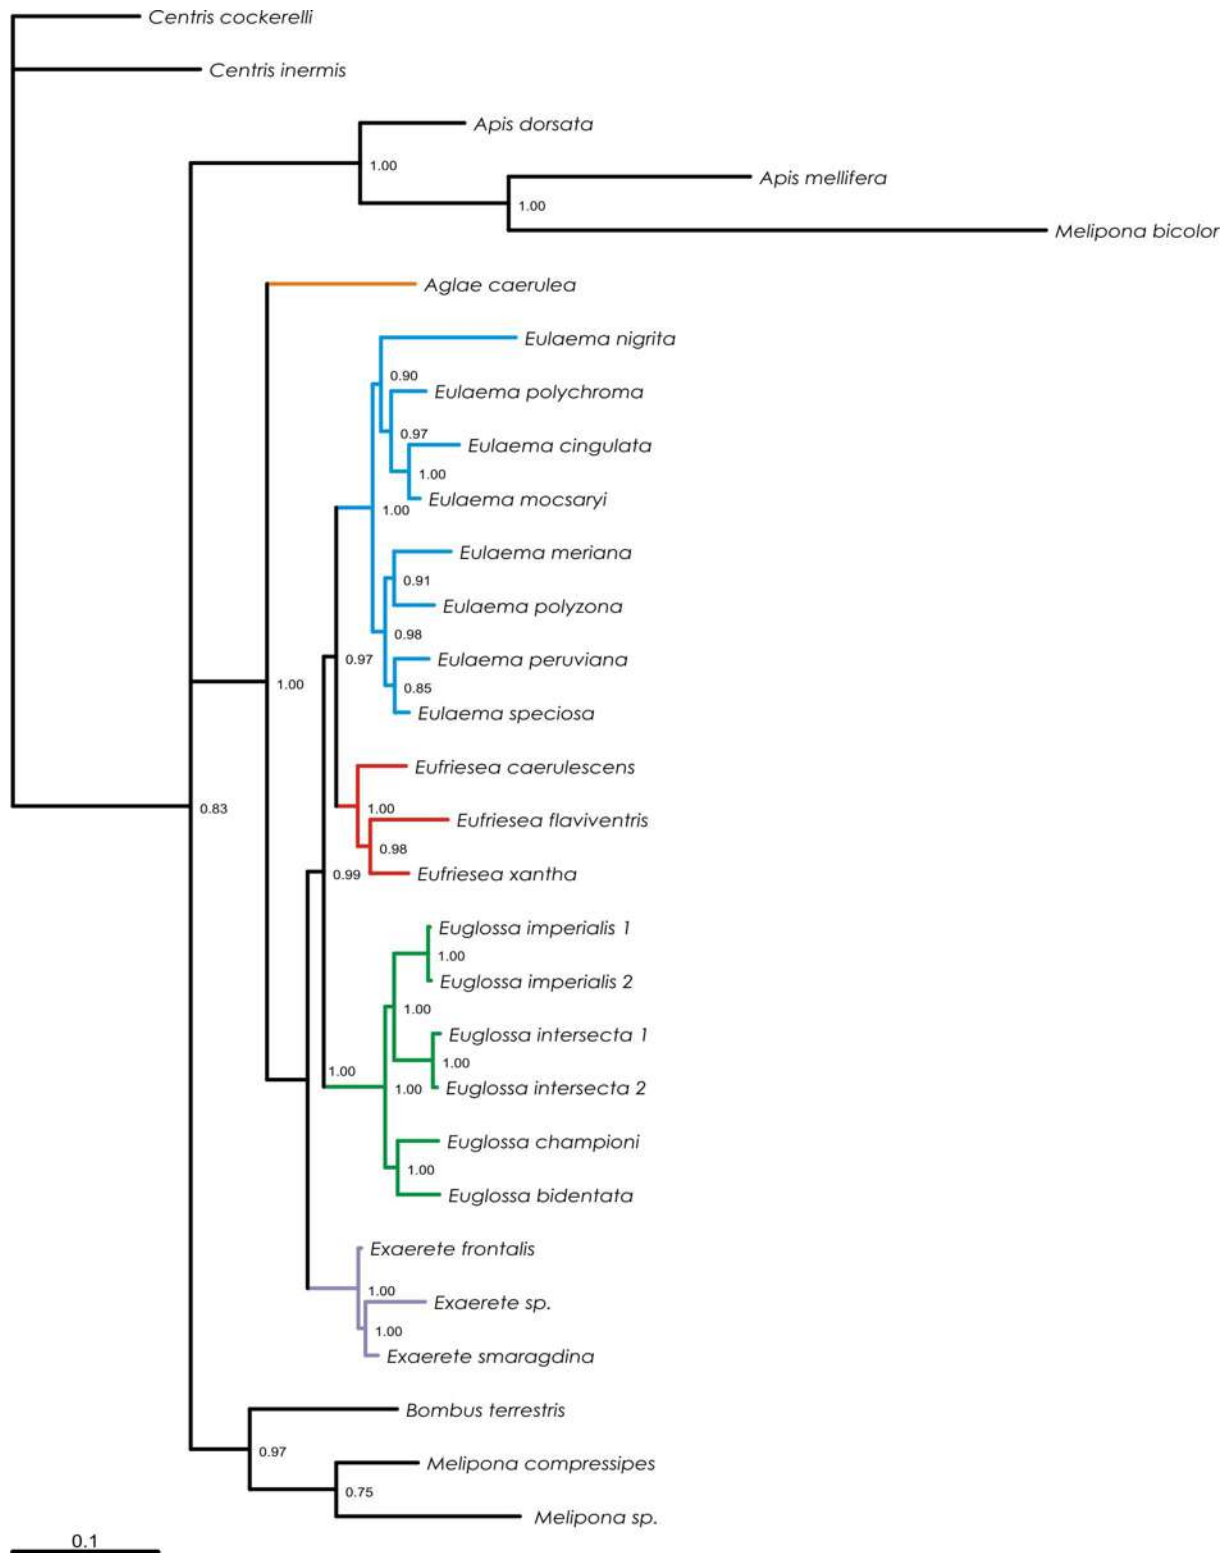 Centris cockerelli
Centris inermis
Apis dorsata
1.00
Apis mellifera
1.00
Melipona bicolor
Aglae caerulea
Eulaema nigrita
0.90
Eulaema polychroma
0.97
Eulaema cingulata
1.00
Eulaema mocsaryi
1.00
Eulaema meriana
0.91
Eulaema polyzona
0.98
Eulaema peruviana
0.97
1.00
0.85
Eulaema speciosa
Eufriesea caerulescens
1.00
0.83
Eufriesea flaviventris
0.98
Eufriesea xantha
0.99
Euglossa imperialis 1
1.00
Euglossa imperialis 2
1.00
Euglossa intersecta 1
1.00
1.00
Euglossa intersecta 2
1.00
Euglossa championi
1.00
Euglossa bidentata
Exaerete frontalis
1.00
Exaerete sp.
1.00
Exaerete smaragdina
Bombus terrestris
0.97
Melipona compressipes
0.75
Melipona sp.
0.1